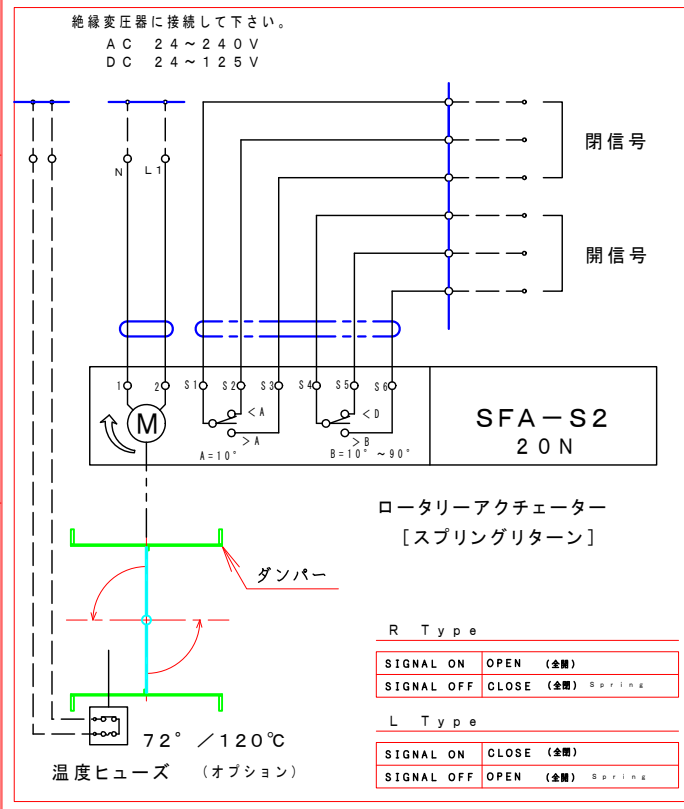 絶縁変圧器に接続して下さい。
AC 24~240V
DC 24~125V
N L1
閉信号
開信号
1 2 S1 S2 S3 S4 S5 S6
M
<A
>A
A=10°
<D
>B
B=10° ~90°
SFA-S2
20N
ロータリーアクチェーター
[スプリングリターン]
ダンパー
R Type
SIGNAL ON OPEN (全開)
SIGNAL OFF CLOSE (全閉) Spring
L Type
SIGNAL ON CLOSE (全閉)
SIGNAL OFF OPEN (全開) Spring
72° /120℃
温度ヒューズ (オプション)